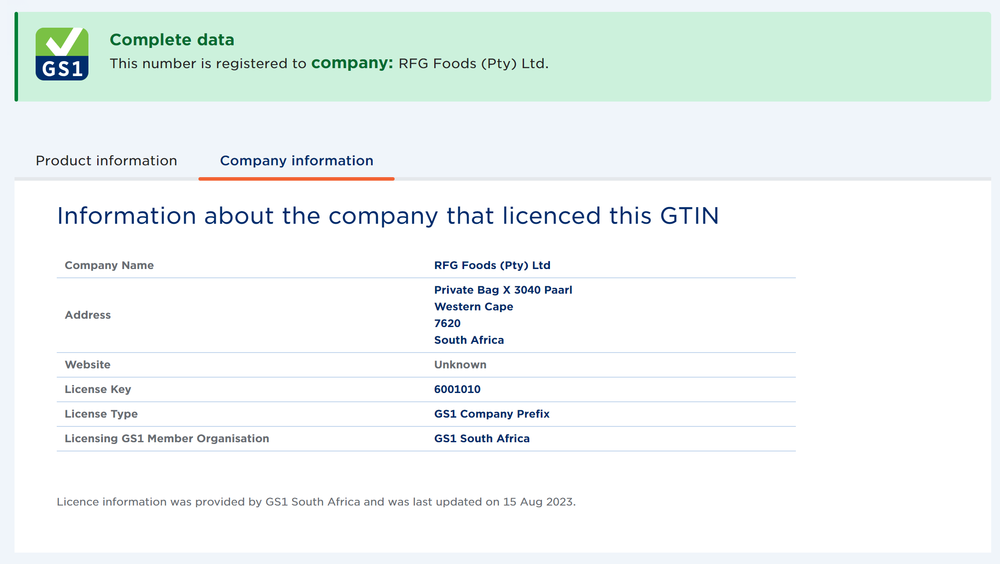 GS1
Complete data
This number is registered to company: RFG Foods (Pty) Ltd.
Product information
Company information
Information about the company that licenced this GTIN
Company Name
RFG Foods (Pty) Ltd
Address
Private Bag X 3040 Paarl
Western Cape
7620
South Africa
Website
Unknown
License Key
6001010
License Type
GS1 Company Prefix
Licensing GS1 Member Organisation
GS1 South Africa
Licence information was provided by GS1 South Africa and was last updated on 15 Aug 2023.